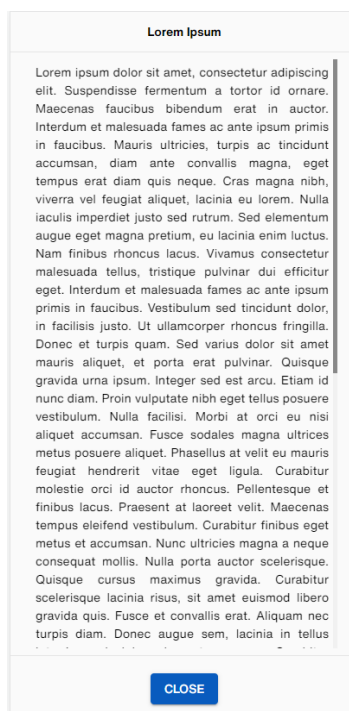 Lorem Ipsum
Lorem ipsum dolor sit amet, consectetur adipiscing
elit. Suspendisse fermentum a tortor id ornare.
Maecenas faucibus bibendum erat in auctor.
Interdum et malesuada fames ac ante ipsum primis
in faucibus. Mauris ultricies, turpis ac tincidunt
accumsan, diam ante convallis magna, eget
tempus erat diam quis neque. Cras magna nibh,
viverra vel feugiat aliquet, lacinia eu lorem. Nulla
iaculis imperdiet justo sed rutrum. Sed elementum
augue eget magna pretium, eu lacinia enim luctus.
Nam finibus rhoncus lacus. Vivamus consectetur
malesuada tellus, tristique pulvinar dui efficitur
eget. Interdum et malesuada fames ac ante ipsum
primis in faucibus. Vestibulum sed tincidunt dolor,
in facilisis justo. Ut ullamcorper rhoncus fringilla.
Donec et turpis quam. Sed varius dolor sit amet
mauris aliquet, et porta erat pulvinar. Quisque
gravida urna ipsum. Integer sed est arcu. Etiam id
nunc diam. Proin vulputate nibh eget tellus posuere
vestibulum. Nulla facilisi. Morbi at orci eu nisi
aliquet accumsan. Fusce sodales magna ultrices
metus posuere aliquet. Phasellus at velit eu mauris
feugiat hendrerit vitae eget ligula. Curabitur
molestie orci id auctor rhoncus. Pellentesque et
finibus lacus. Praesent at laoreet velit. Maecenas
tempus eleifend vestibulum. Curabitur finibus eget
metus et accumsan. Nunc ultricies magna a neque
consequat mollis. Nulla porta auctor scelerisque.
Quisque cursus maximus gravida. Curabitur
scelerisque lacinia risus, sit amet euismod libero
gravida quis. Fusce et convallis erat. Aliquam nec
turpis diam. Donec augue sem, lacinia in tellus
CLOSE